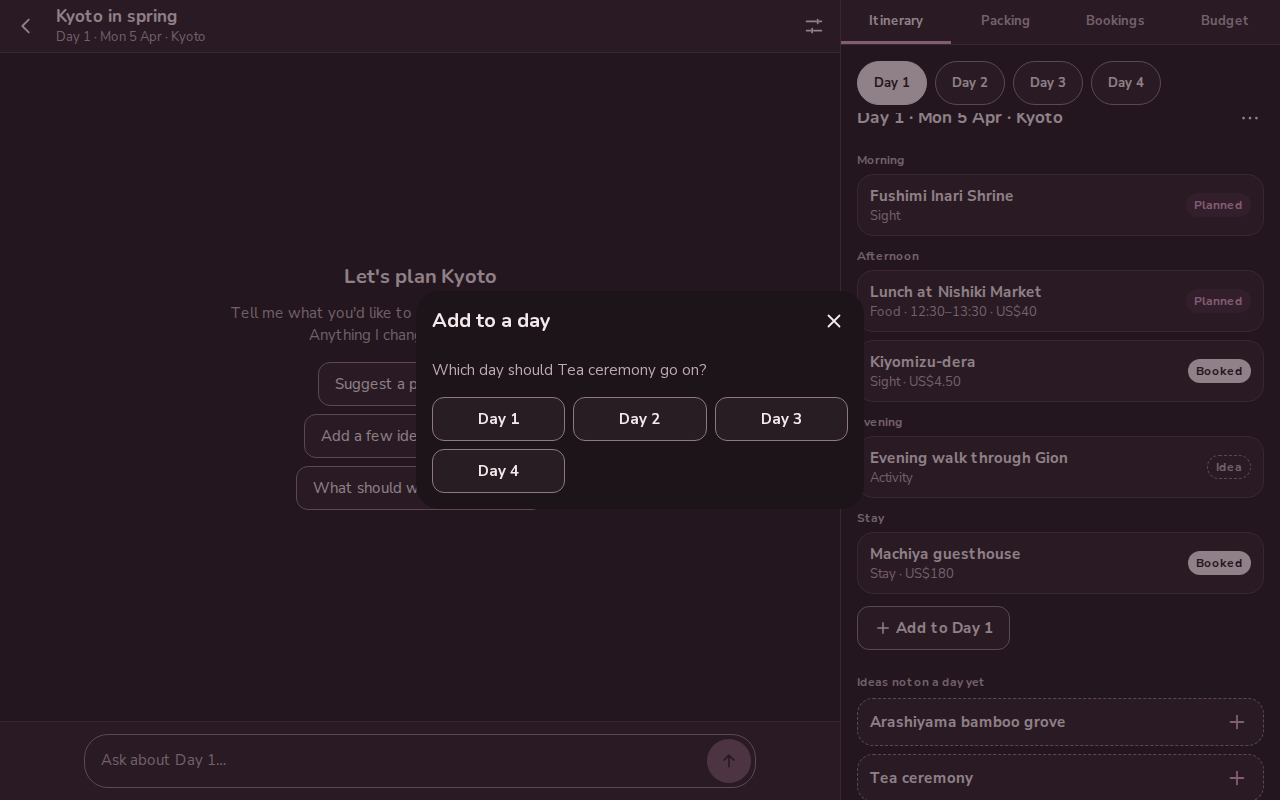 Kyoto in spring
Day 1 · Mon 5 Apr · Kyoto
Let's plan Kyoto
Tell me what you'd like to
Anything I chang
Suggest a p
Add a few ide
What should w
Ask about Day 1...
Add to a day
Which day should Tea ceremony go on?
Day 1
Day 2
Day 3
Day 4
Itinerary
Packing
Bookings
Budget
Day 1
Day 2
Day 3
Day 4
Day 1 · Mon 5 Apr · Kyoto
Morning
Fushimi Inari Shrine
Sight
Planned
Afternoon
Lunch at Nishiki Market
Food · 12:30–13:30 · US$40
Planned
Kiyomizu-dera
Sight · US$4.50
Booked
vening
Evening walk through Gion
Activity
Idea
Stay
Machiya guesthouse
Stay · US$180
Booked
Add to Day 1
Ideas not on a day yet
Arashiyama bamboo grove
Tea ceremony